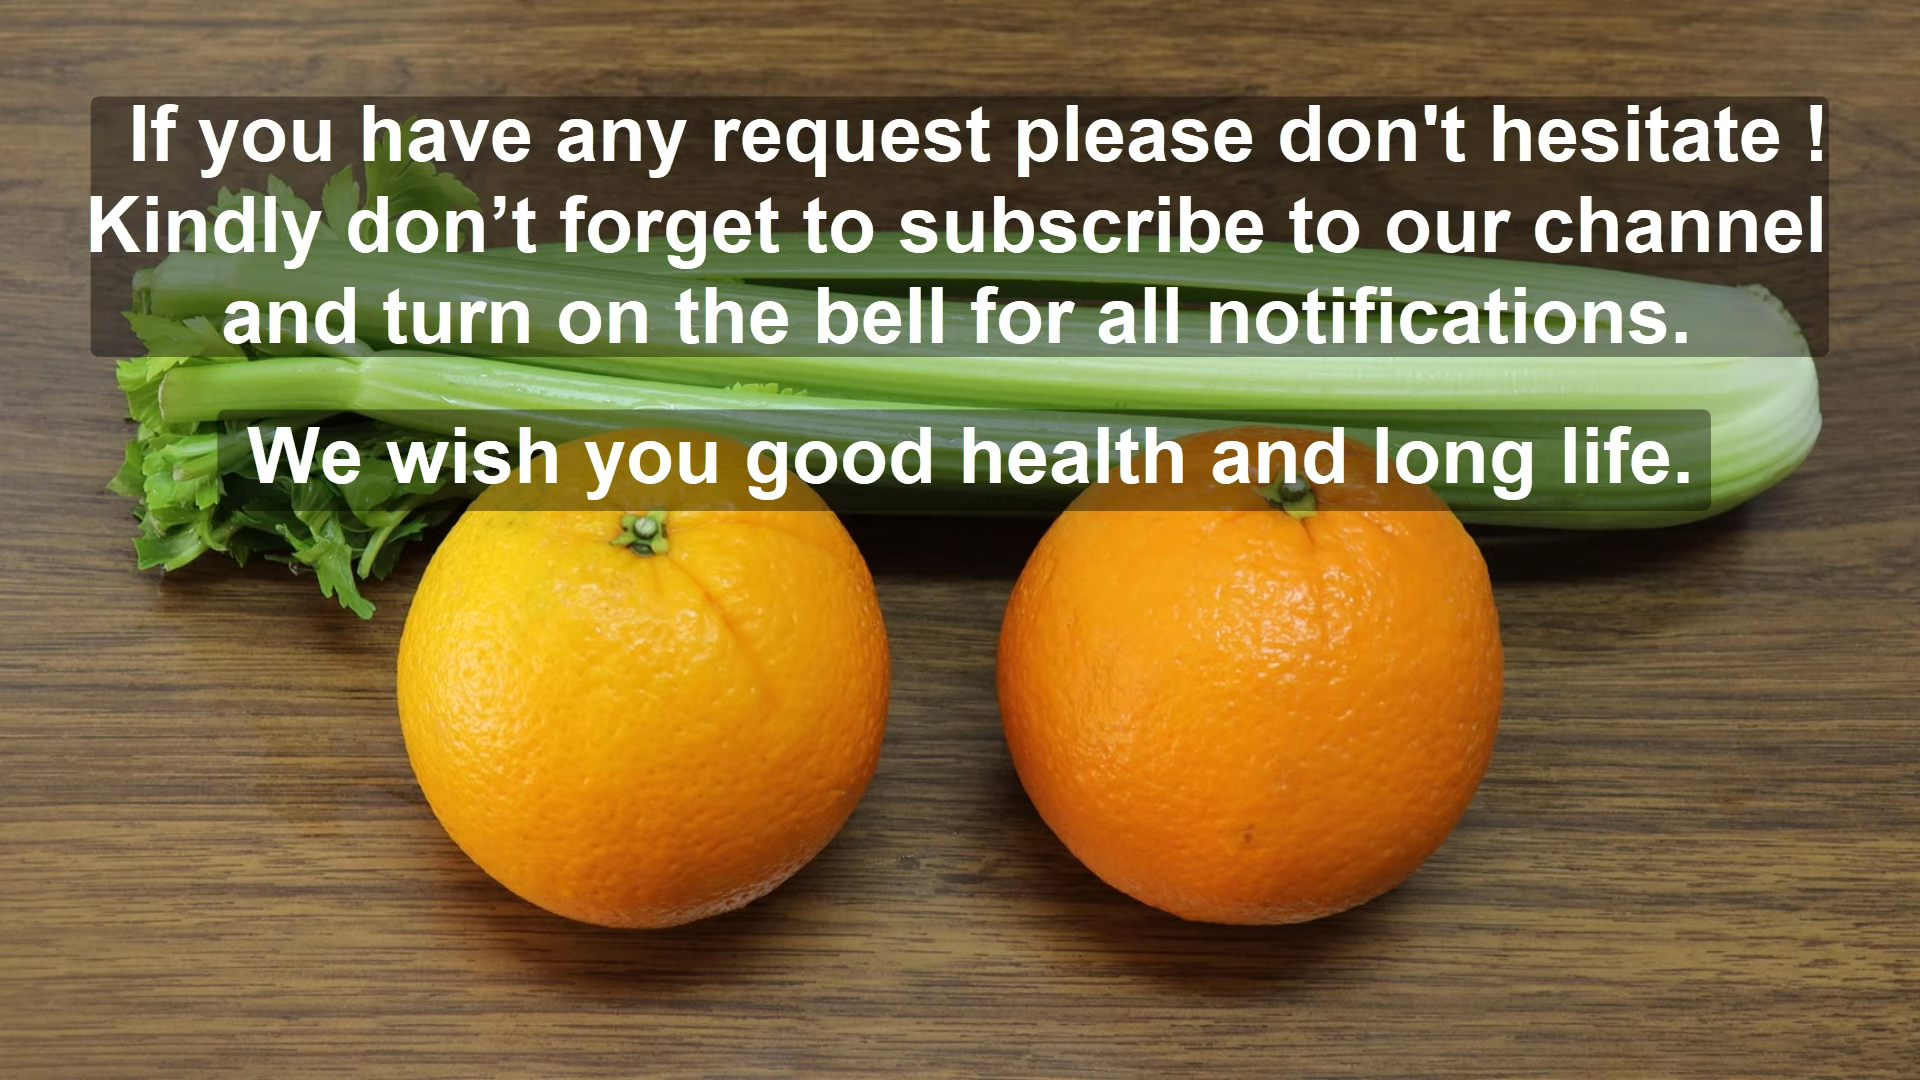 If you have any request please don't hesitate !
Kindly don’t forget to subscribe to our channel
and turn on the bell for all notifications.
We wish you good health and long life.